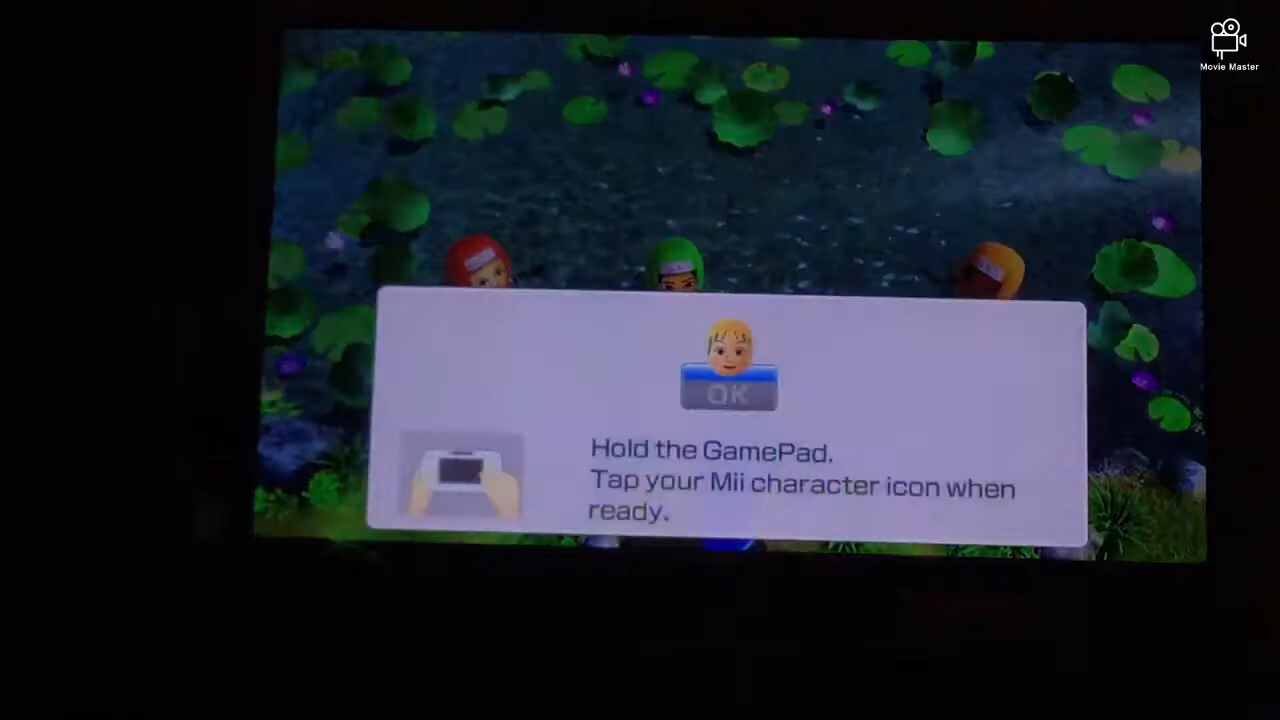 Movie Master
OK
Hold the GamePad.
Tap your Mii character icon when
ready.